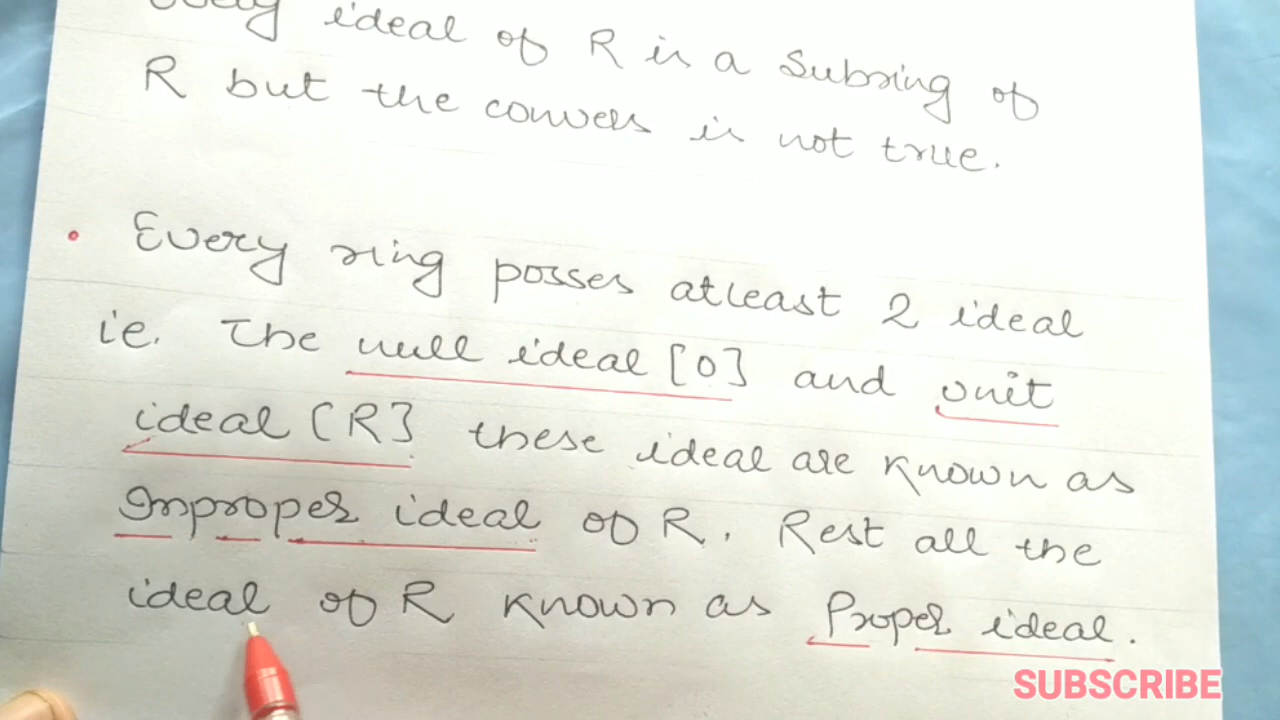 Every ideal of R is a Subring of
R but the convers is not true.
• Every ring posses atleast 2 ideal
ie. The null ideal [0] and unit
ideal [R] these ideal are known as
Improper ideal of R. Rest all the
ideal of R known as Proper ideal.
SUBSCRIBE